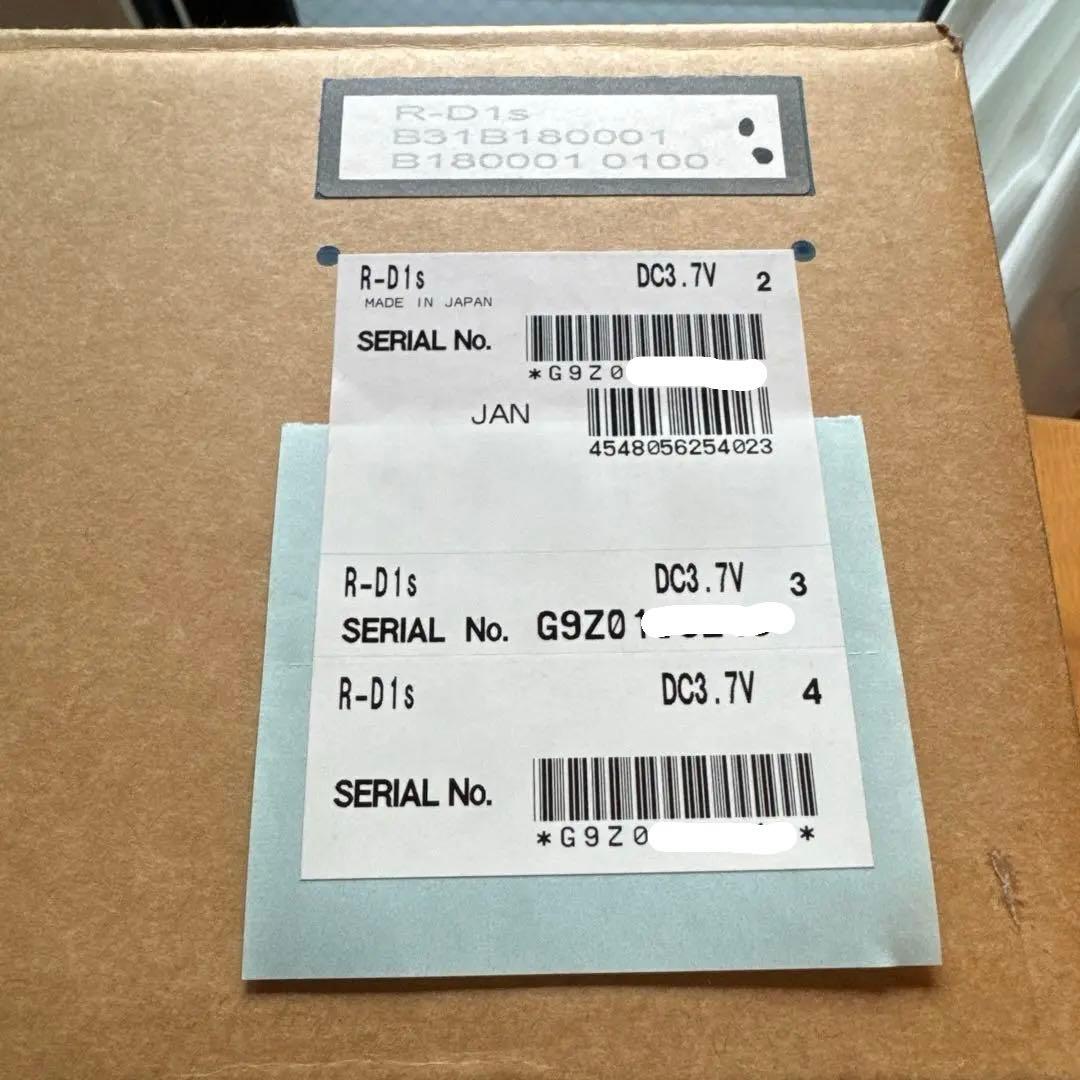 R-D1s
B31B180001
B180001 0100
R-D1s DC3.7V 2
MADE IN JAPAN
SERIAL No.
*G9Z0
JAN
4548056254023
R-D1s DC3.7V 3
SERIAL No. G9Z01
R-D1s DC3.7V 4
SERIAL No.
*G9Z0 *